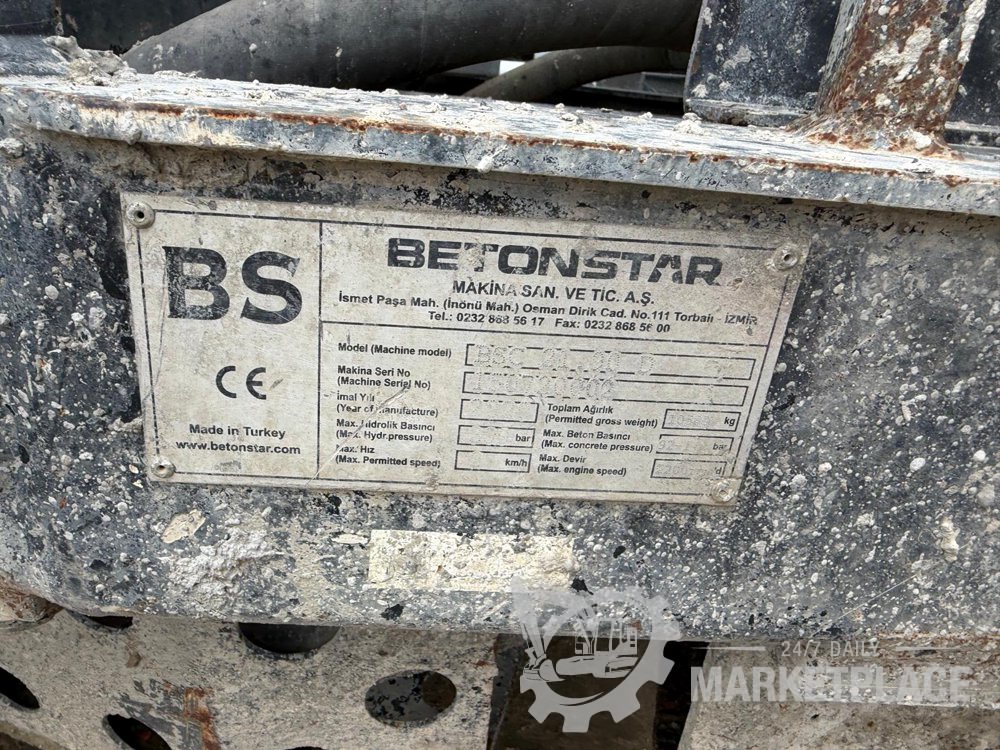 BS
CE
Made in Turkey
www.betonstar.com
BETONSTAR
MAKİNA SAN. VE TİC. A.Ş.
İsmet Paşa Mah. (İnönü Mah.) Osman Dirik Cad. No.111 Torbalı - İZMİR
Tel.: 0232 868 56 17 Fax: 0232 868 56 00
Model (Machine model)
Makina Seri No
(Machine Serial No)
İmal Yılı
(Year of manufacture)
Toplam Ağırlık
(Permitted gross weight)
kg
Max. Hidrolik Basıncı
(Max. Hydr.pressure)
bar
Max. Beton Basıncı
(Max. concrete pressure)
bar
Max. Hız
(Max. Permitted speed)
km/h
Max. Devir
(Max. engine speed)
24/7 DAILY
MARKETPLACE